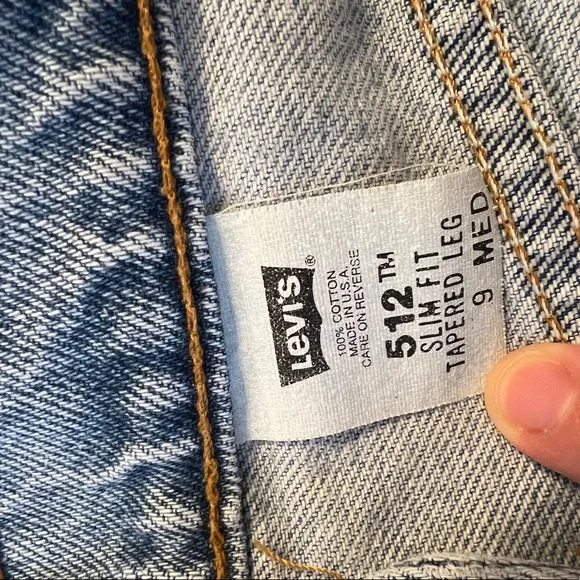 Levi's®
100% COTTON
MADE IN U.S.A.
CARE ON REVERSE
512™
SLIM FIT
TAPERED LEG
9 MED